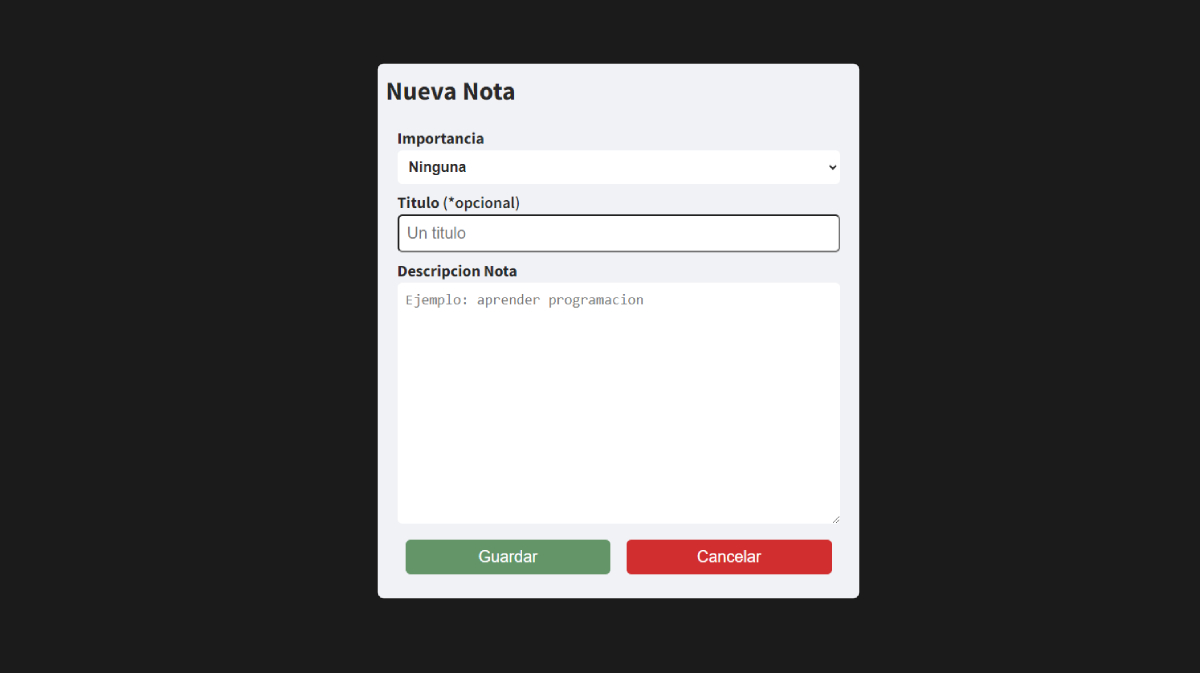 Nueva Nota
Importancia
Ninguna
Titulo (*opcional)
Un titulo
Descripcion Nota
Ejemplo: aprender programacion
Guardar Cancelar